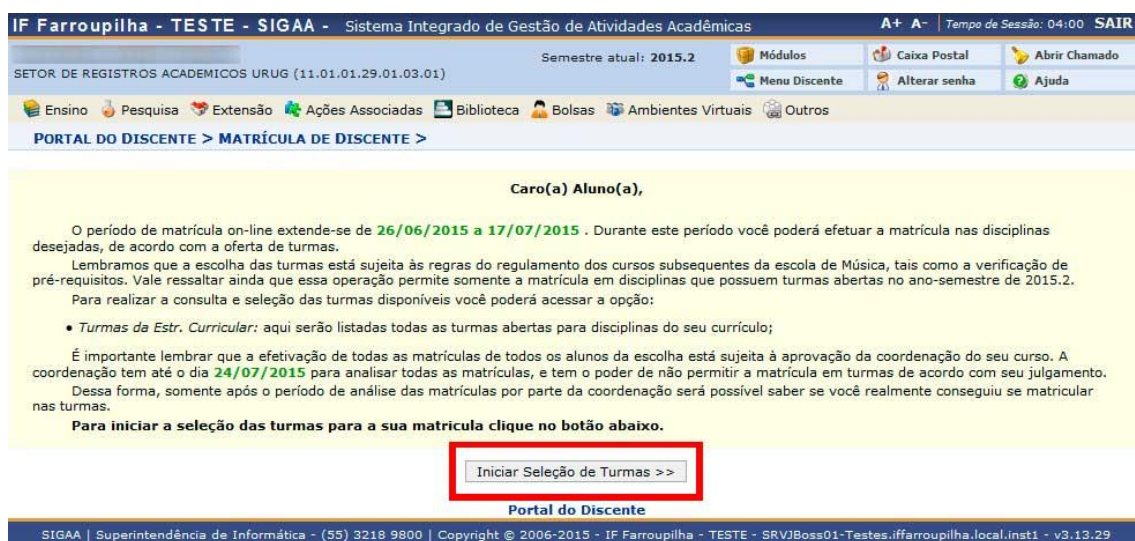 IF Farroupilha - TESTE - SIGAA - Sistema Integrado de Gestão de Atividades Acadêmicas
A+ A- | Tempo de Sessão: 04:00 SAIR
Semestre atual: 2015.2
Módulos
Caixa Postal
Abrir Chamado
SETOR DE REGISTROS ACADEMICOS URUG (11.01.01.29.01.03.01)
Menu Discente
Alterar senha
Ajuda
Ensino Pesquisa Extensão Ações Associadas Biblioteca Bolsas Ambientes Virtuais Outros
PORTAL DO DISCENTE > MATRÍCULA DE DISCENTE >
Caro(a) Aluno(a),
O período de matrícula on-line extende-se de 26/06/2015 a 17/07/2015 . Durante este período você poderá efetuar a matrícula nas disciplinas
desejadas, de acordo com a oferta de turmas.
Lembramos que a escolha das turmas está sujeita às regras do regulamento dos cursos subsequentes da escola de Música, tais como a verificação de
pré-requisitos. Vale ressaltar ainda que essa operação permite somente a matrícula em disciplinas que possuem turmas abertas no ano-semestre de 2015.2.
Para realizar a consulta e seleção das turmas disponíveis você poderá acessar a opção:
• Turmas da Estr. Curricular: aqui serão listadas todas as turmas abertas para disciplinas do seu currículo;
É importante lembrar que a efetivação de todas as matrículas de todos os alunos da escolha está sujeita à aprovação da coordenação do seu curso. A
coordenação tem até o dia 24/07/2015 para analisar todas as matrículas, e tem o poder de não permitir a matrícula em turmas de acordo com seu julgamento.
Dessa forma, somente após o período de análise das matrículas por parte da coordenação será possível saber se você realmente conseguiu se matricular
nas turmas.
Para iniciar a seleção das turmas para a sua matricula clique no botão abaixo.
Iniciar Seleção de Turmas >>
Portal do Discente
SIGAA | Superintendência de Informática - (55) 3218 9800 | Copyright © 2006-2015 - IF Farroupilha - TESTE - SRVJBoss01-Testes.iffarroupilha.local.inst1 - v3.13.29